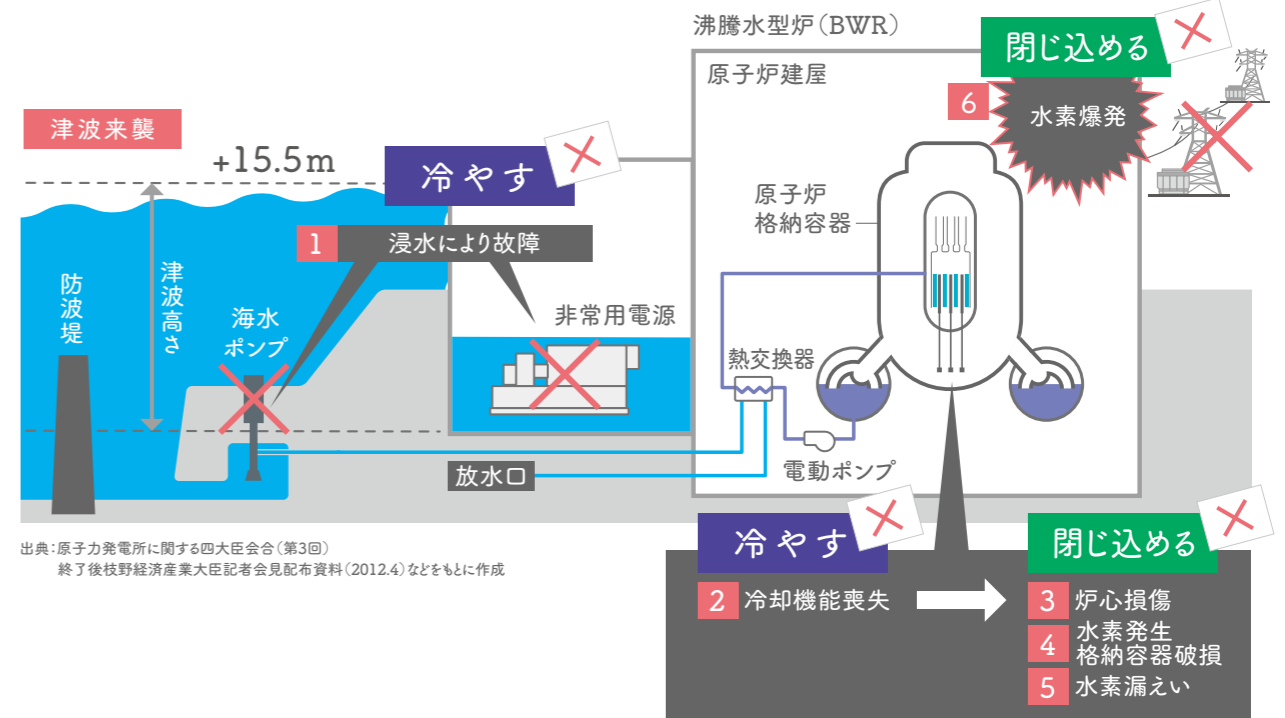 沸騰水型炉(BWR)
閉じ込める
原子炉建屋
6
水素爆発
津波来襲
+15.5m
冷やす
1 浸水により故障
原子炉
格納容器
防波堤
津波高さ
海水
ポンプ
非常用電源
熱交換器
放水口
電動ポンプ
出典:原子力発電所に関する四大臣会合(第3回)
終了後枝野経済産業大臣記者会見配布資料(2012.4)などをもとに作成
冷やす
2 冷却機能喪失
閉じ込める
3 炉心損傷
4 水素発生
格納容器破損
5 水素漏えい